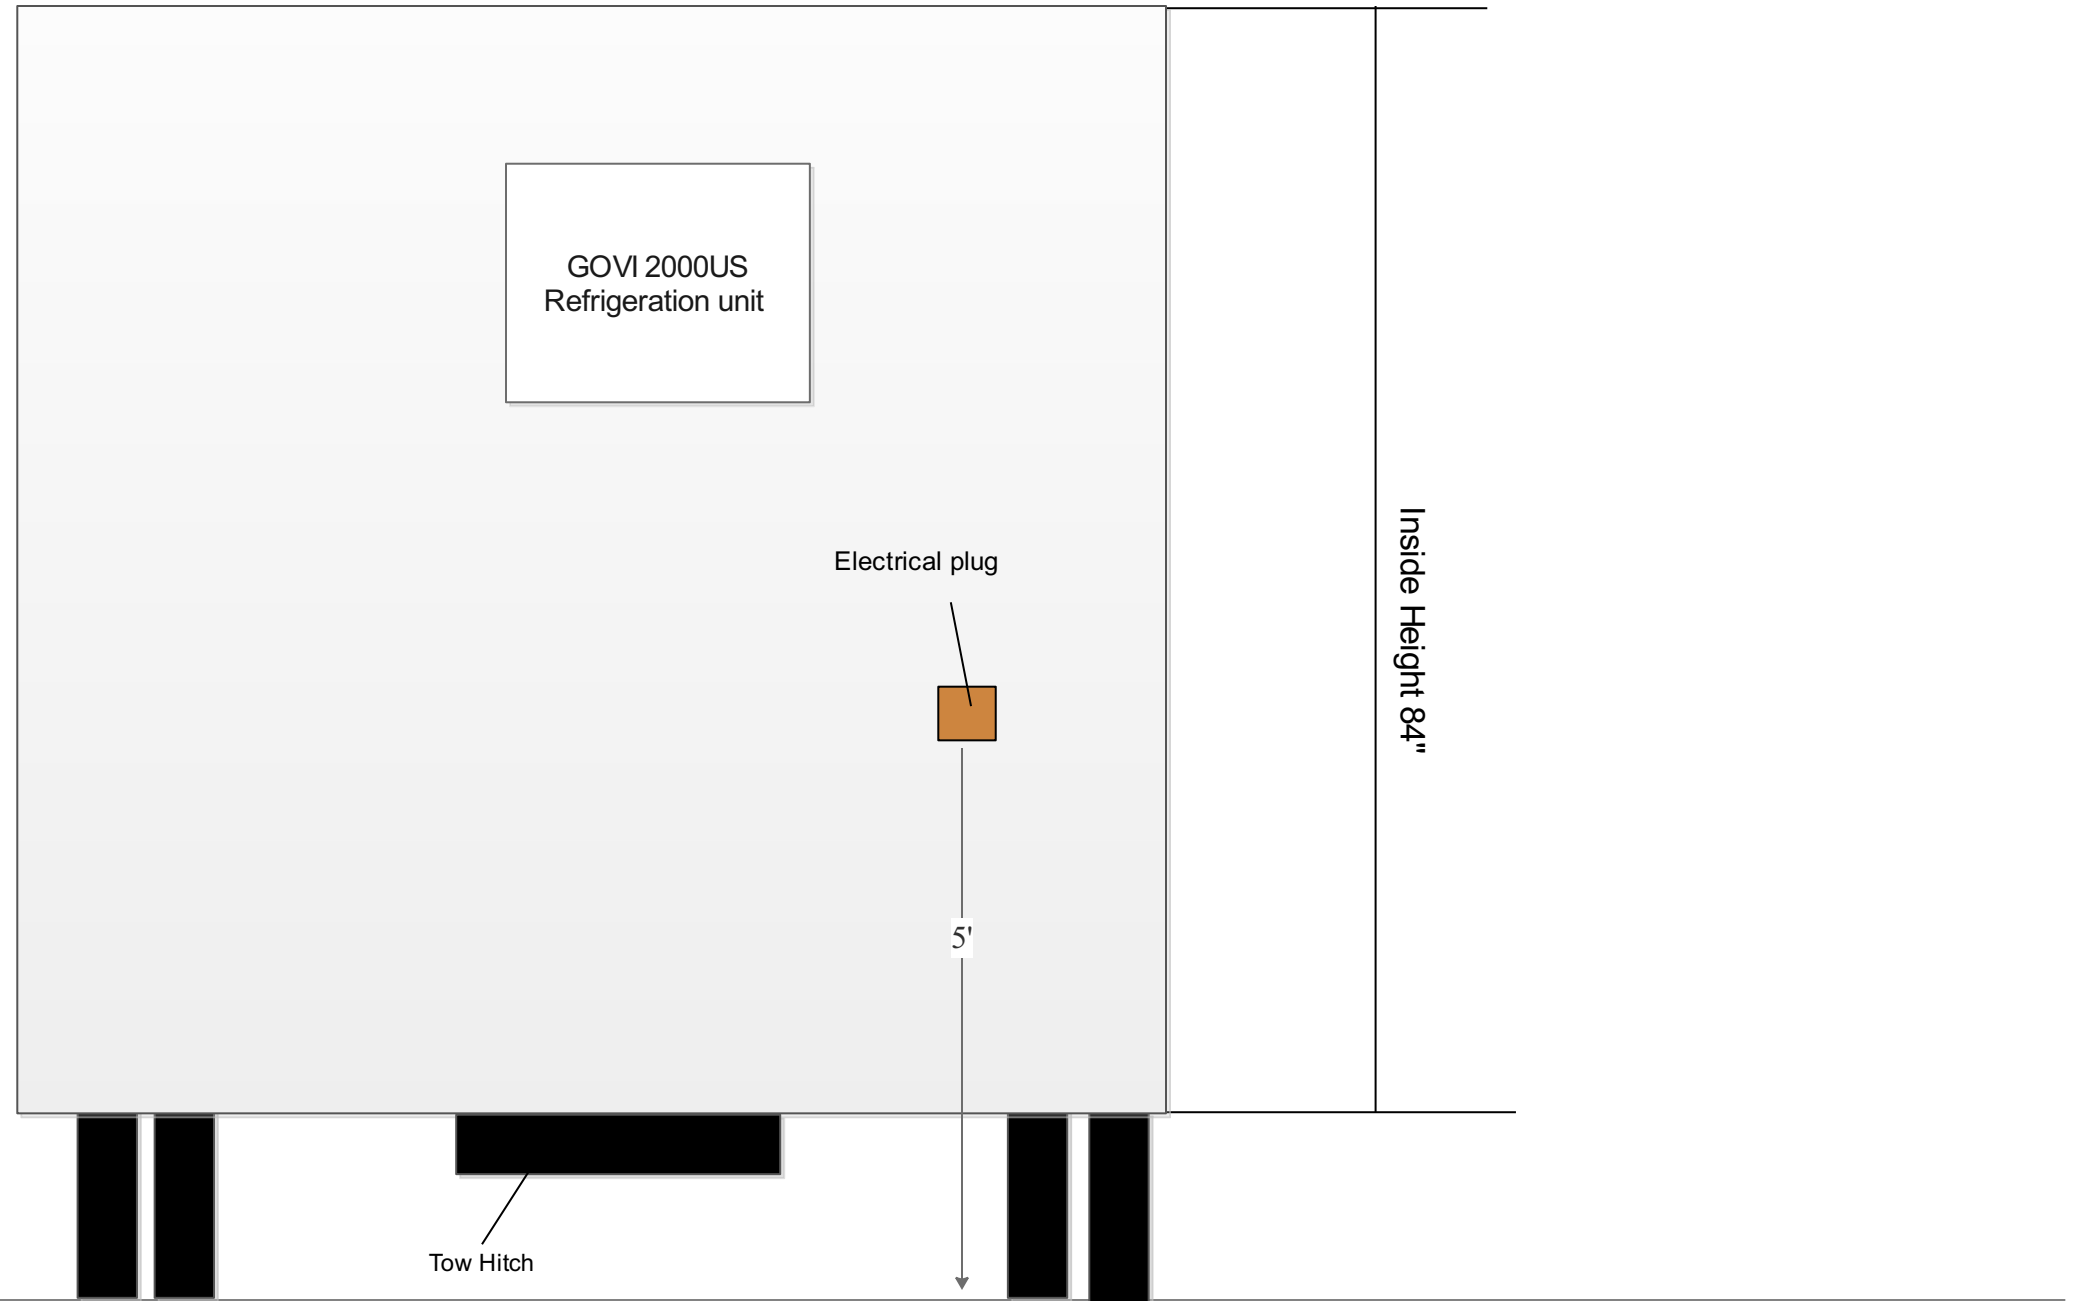 GOVI 2000US
Refrigeration unit
Electrical plug
Inside Height 84"
5'
Tow Hitch